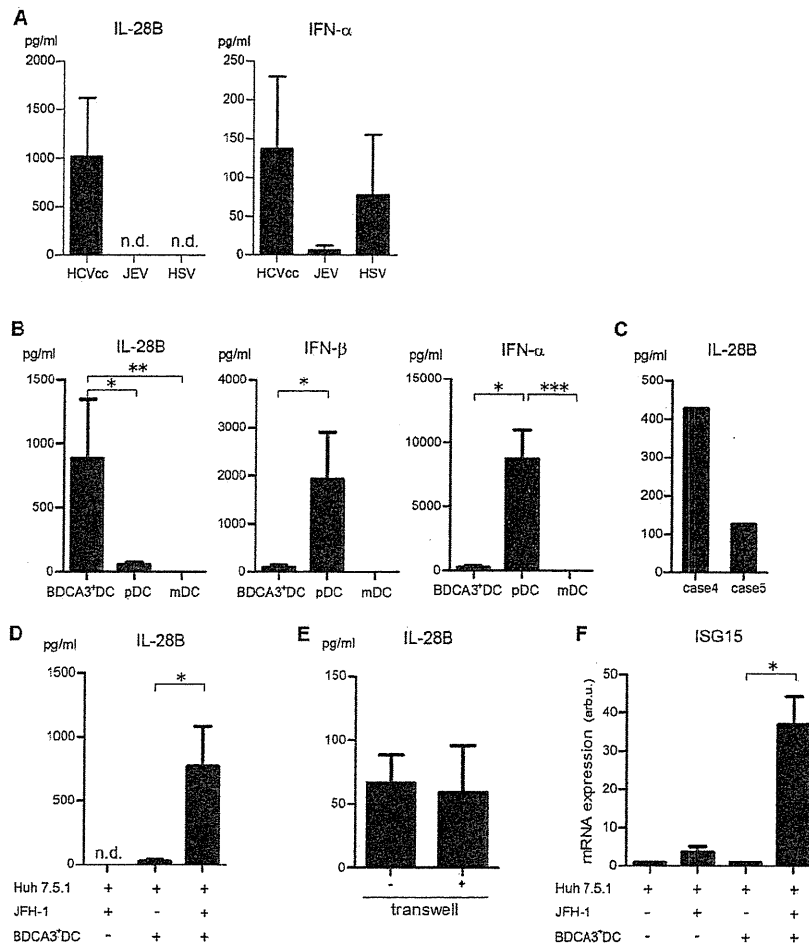 A
IL-28B
pg/ml
2000
1500
1000
500
0
n.d.
n.d.
HCVcc JEV HSV
IFN-α
pg/ml
250
200
150
100
50
0
HCVcc JEV HSV
B
IL-28B
pg/ml
1500
1000
500
0
**
*
BDCA3+DC pDC mDC
IFN-β
pg/ml
4000
3000
2000
1000
0
*
BDCA3+DC pDC mDC
IFN-α
pg/ml
15000
10000
5000
0
* ***
BDCA3+DC pDC mDC
C
IL-28B
pg/ml
500
400
300
200
100
0
case4 case5
D
IL-28B
pg/ml
1500
1000
500
0
n.d.
*
Huh 7.5.1 + + +
JFH-1 + - +
BDCA3+DC - + +
E
IL-28B
pg/ml
150
100
50
0
- +
transwell
F
ISG15
mRNA expression (arb.u.)
50
40
30
20
10
0
*
Huh 7.5.1 + + + +
JFH-1 - + - +
BDCA3+DC - - + +